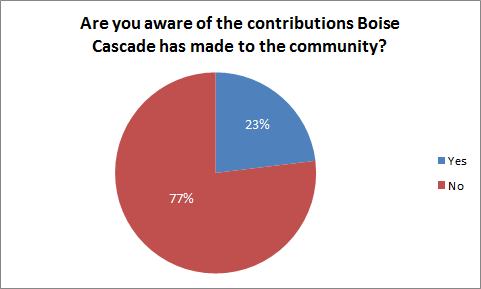 Are you aware of the contributions Boise
Cascade has made to the community?
23%
Yes
No
77%